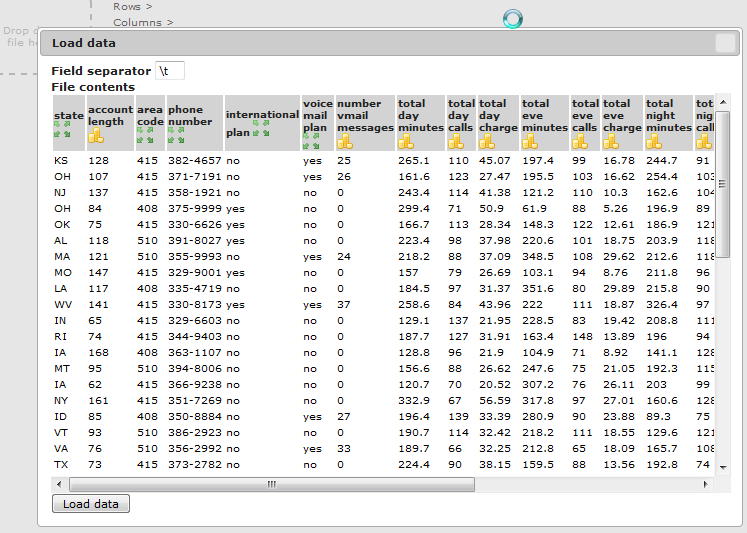 Rows >
Columns >
Drop
file he
Load data
Field separator \t
File contents
state account length area code phone number international plan voice mail plan number vmail messages total day minutes total day calls total day charge total eve minutes total eve calls total eve charge total night minutes tot nigh call
KS 128 415 382-4657 no yes 25 265.1 110 45.07 197.4 99 16.78 244.7 91
OH 107 415 371-7191 no yes 26 161.6 123 27.47 195.5 103 16.62 254.4 103
NJ 137 415 358-1921 no no 0 243.4 114 41.38 121.2 110 10.3 162.6 104
OH 84 408 375-9999 yes no 0 299.4 71 50.9 61.9 88 5.26 196.9 89
OK 75 415 330-6626 yes no 0 166.7 113 28.34 148.3 122 12.61 186.9 121
AL 118 510 391-8027 yes no 0 223.4 98 37.98 220.6 101 18.75 203.9 118
MA 121 510 355-9993 no yes 24 218.2 88 37.09 348.5 108 29.62 212.6 118
MO 147 415 329-9001 yes no 0 157 79 26.69 103.1 94 8.76 211.8 96
LA 117 408 335-4719 no no 0 184.5 97 31.37 351.6 80 29.89 215.8 90
WV 141 415 330-8173 yes yes 37 258.6 84 43.96 222 111 18.87 326.4 97
IN 65 415 329-6603 no no 0 129.1 137 21.95 228.5 83 19.42 208.8 111
RI 74 415 344-9403 no no 0 187.7 127 31.91 163.4 148 13.89 196 94
IA 168 408 363-1107 no no 0 128.8 96 21.9 104.9 71 8.92 141.1 128
MT 95 510 394-8006 no no 0 156.6 88 26.62 247.6 75 21.05 192.3 115
IA 62 415 366-9238 no no 0 120.7 70 20.52 307.2 76 26.11 203 99
NY 161 415 351-7269 no no 0 332.9 67 56.59 317.8 97 27.01 160.6 128
ID 85 408 350-8884 no yes 27 196.4 139 33.39 280.9 90 23.88 89.3 75
VT 93 510 386-2923 no no 0 190.7 114 32.42 218.2 111 18.55 129.6 121
VA 76 510 356-2992 no yes 33 189.7 66 32.25 212.8 65 18.09 165.7 108
TX 73 415 373-2782 no no 0 224.4 90 38.15 159.5 88 13.56 192.8 74
Load data